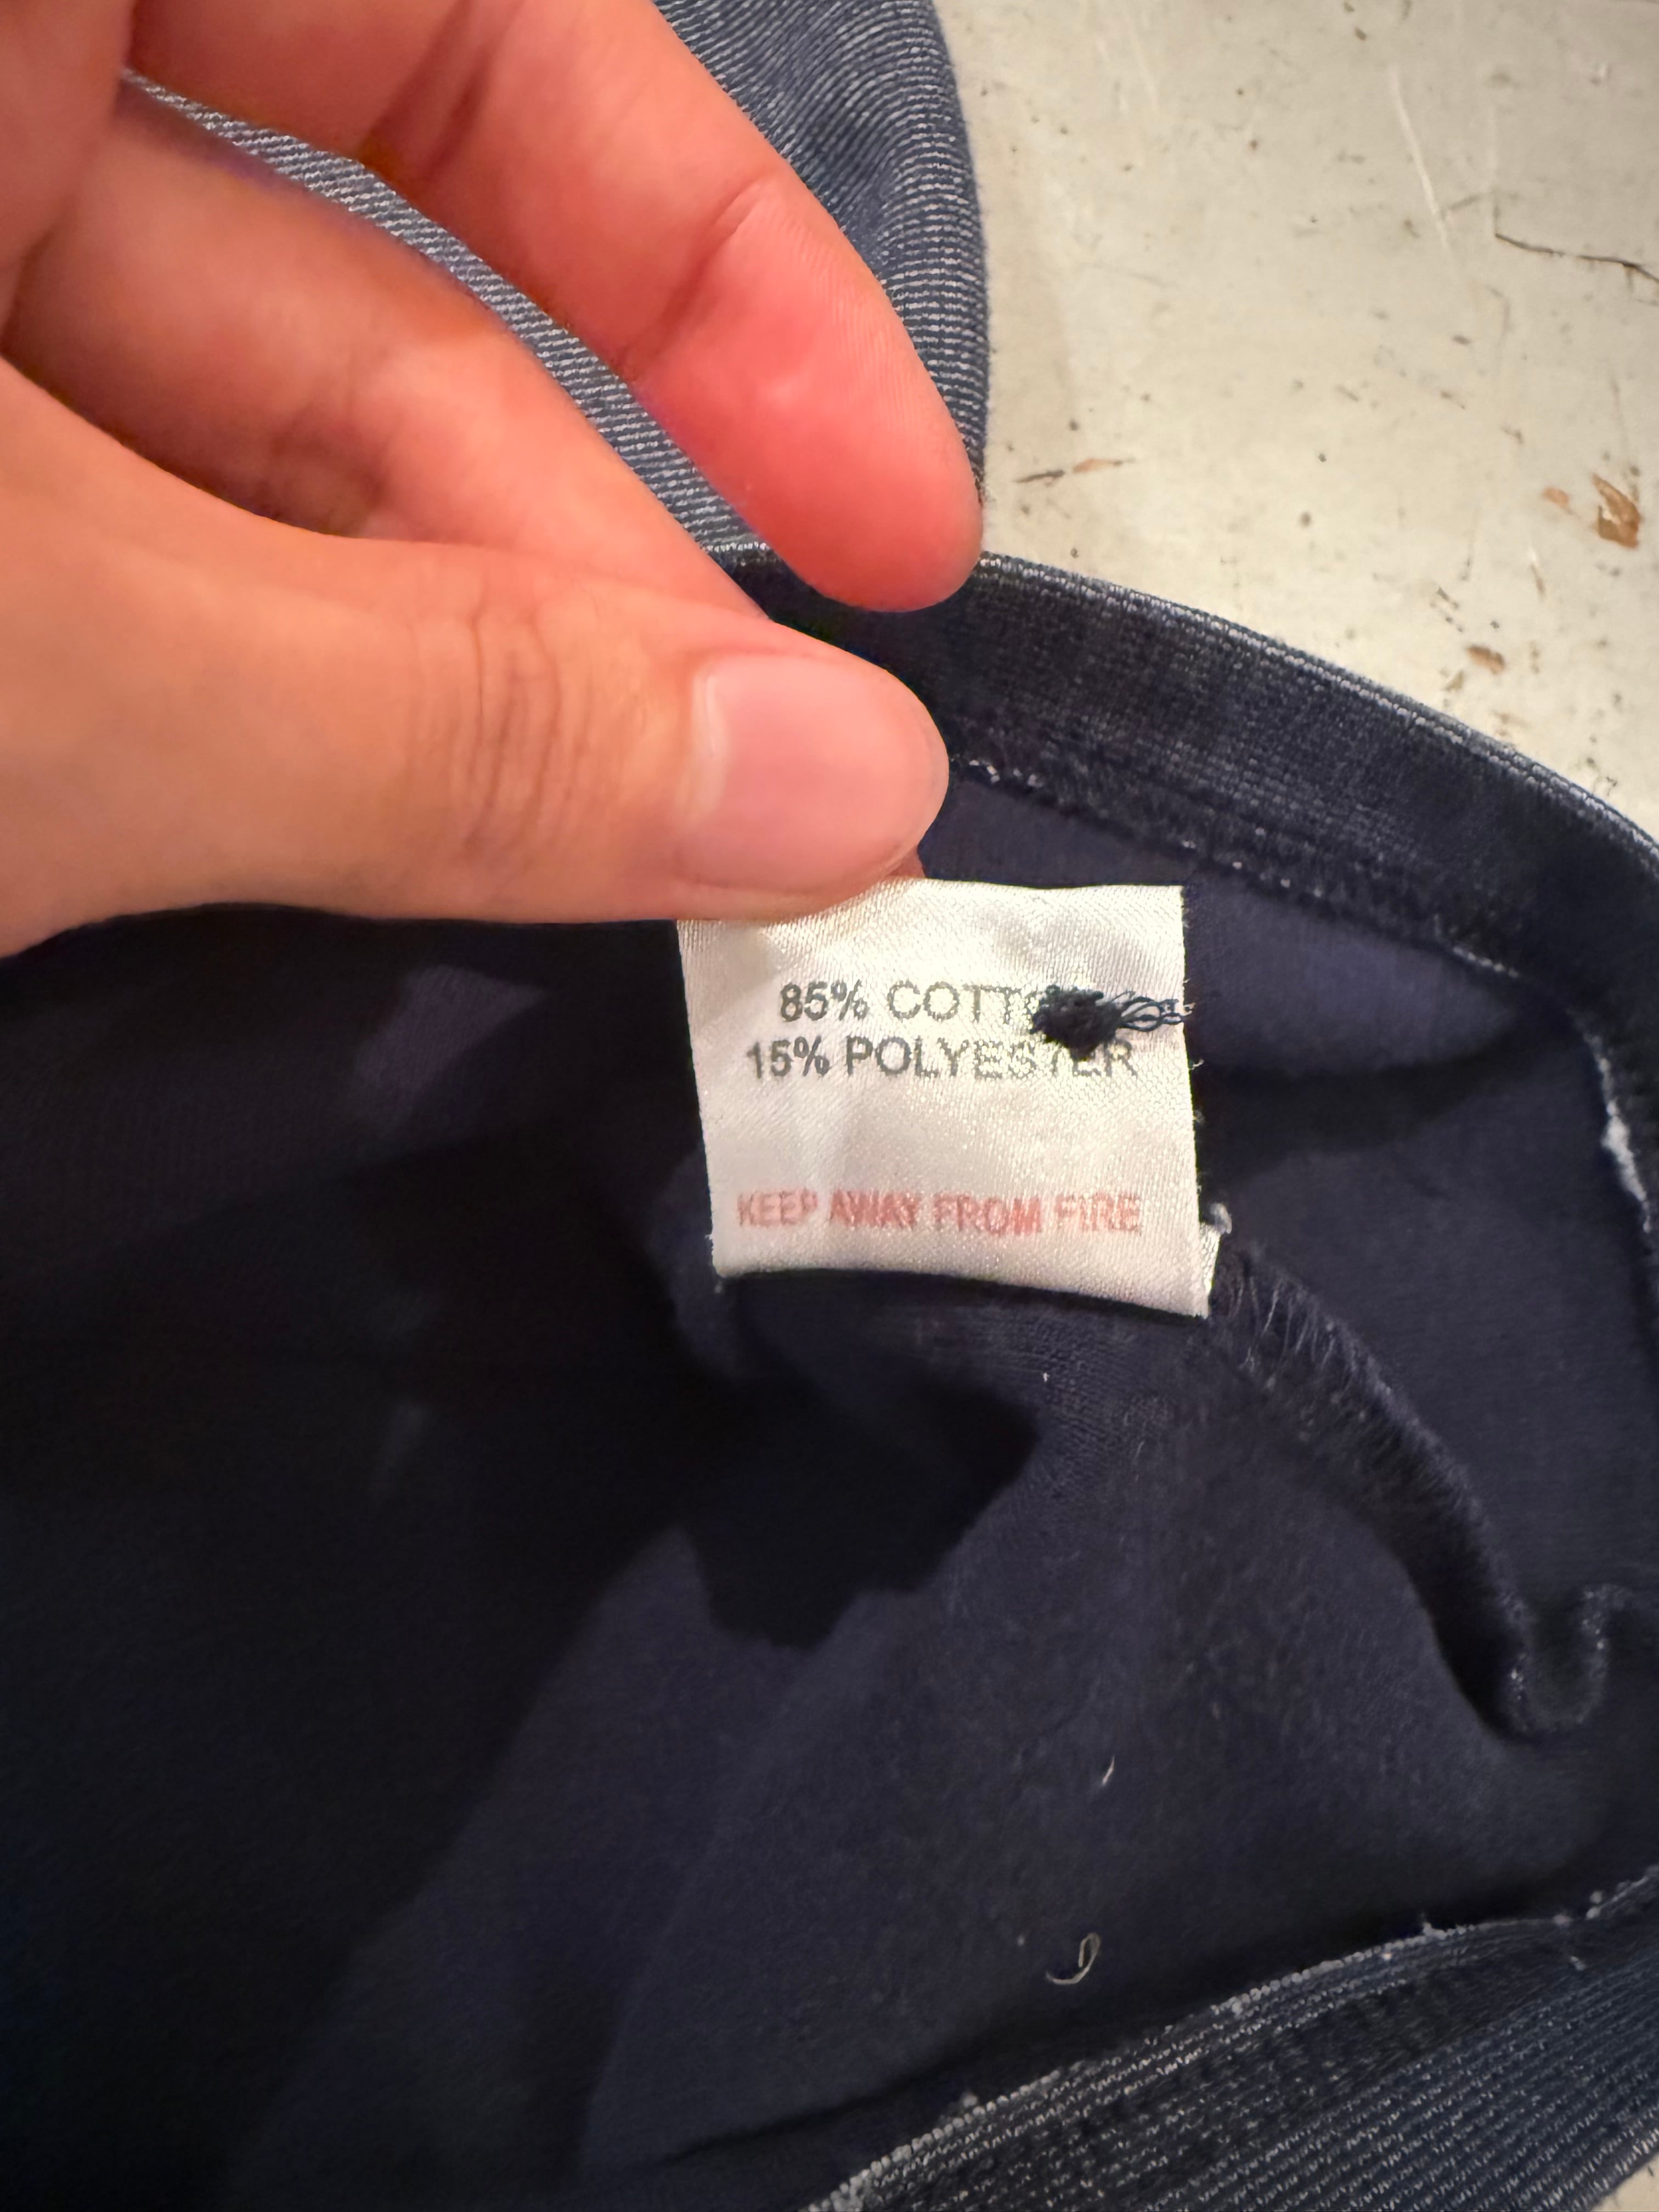 85% COTTON
15% POLYESTER
KEEP AWAY FROM FIRE